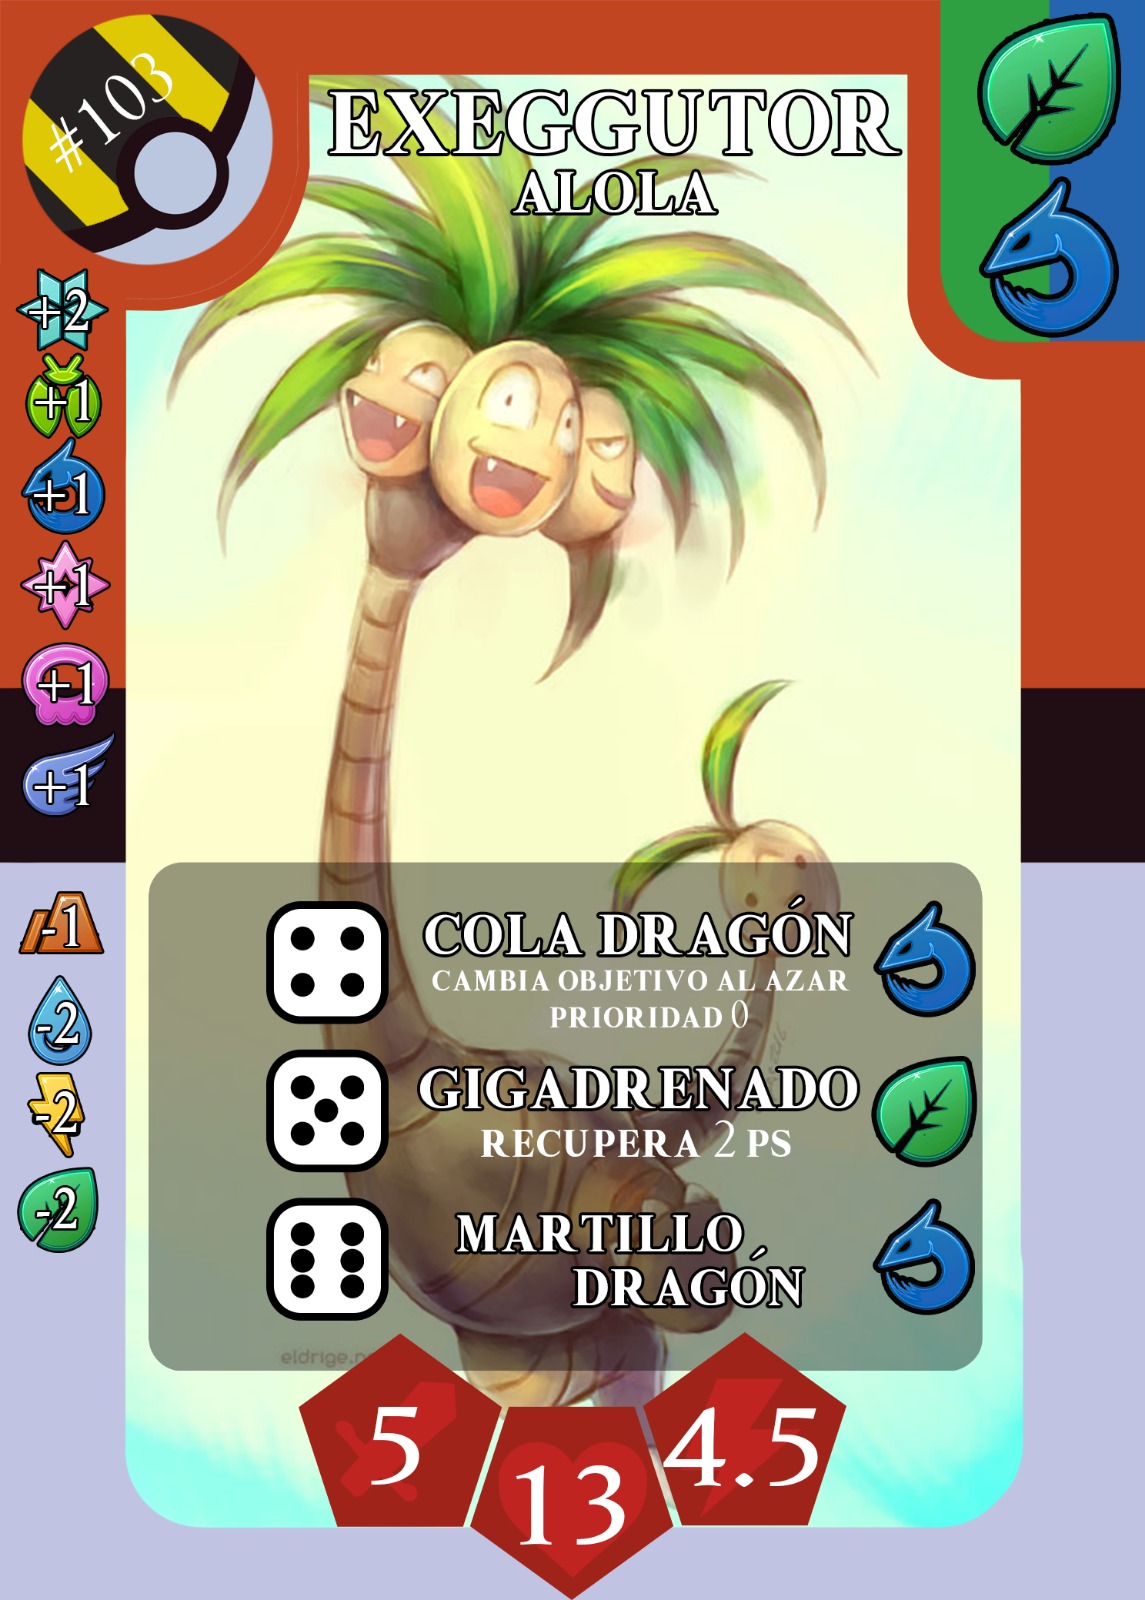 #103
EXEGGUTOR
ALOLA
+2
+1
+1
+1
+1
+1
-1
-2
-2
-2
COLA DRAGÓN
CAMBIA OBJETIVO AL AZAR
PRIORIDAD 0
GIGADRENADO
RECUPERA 2 PS
MARTILLO
DRAGÓN
eldrige.
5
13
4.5